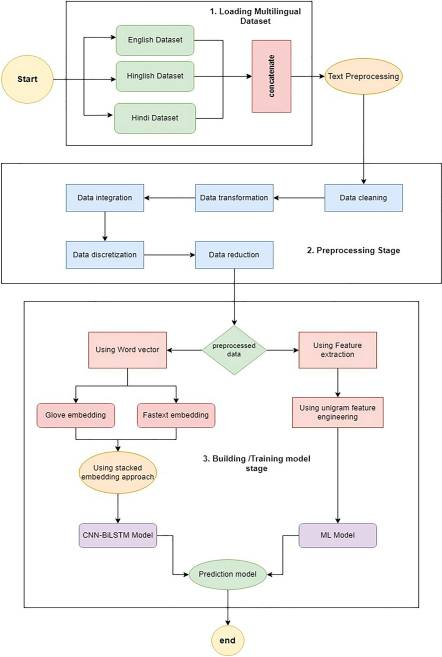 1. Loading Multilingual
Dataset
English Dataset
Start
Hinglish Dataset
concatenate
Text Preprocessing
Hindi Dataset
Data integration
Data transformation
Data cleaning
Data discretization
Data reduction
2. Preprocessing Stage
Using Word vector
preprocessed
data
Using Feature
extraction
Glove embedding
Fastext embedding
Using unigram feature
engineering
3. Building /Training model
stage
Using stacked
embedding approach
CNN-BiLSTM Model
ML Model
Prediction model
end